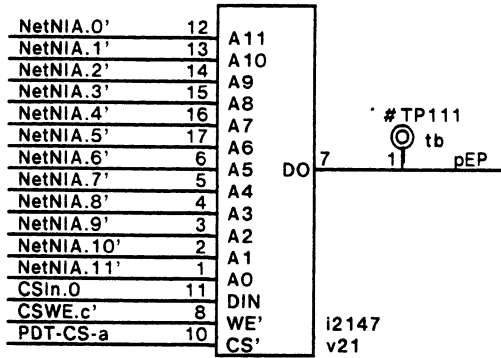 NetNIA.0' 12 A11
NetNIA.1' 13 A10
NetNIA.2' 14 A9
NetNIA.3' 15 A8
NetNIA.4' 16 A7
NetNIA.5' 17 A6
NetNIA.6' 6 A5
NetNIA.7' 5 A4
NetNIA.8' 4 A3
NetNIA.9' 3 A2
NetNIA.10' 2 A1
NetNIA.11' 1 A0
CSIn.0 11 DIN
CSWE.c' 8 WE'
PDT-CS-a 10 CS'
#TP111
tb
DO 7 1 pEP
i2147
v21